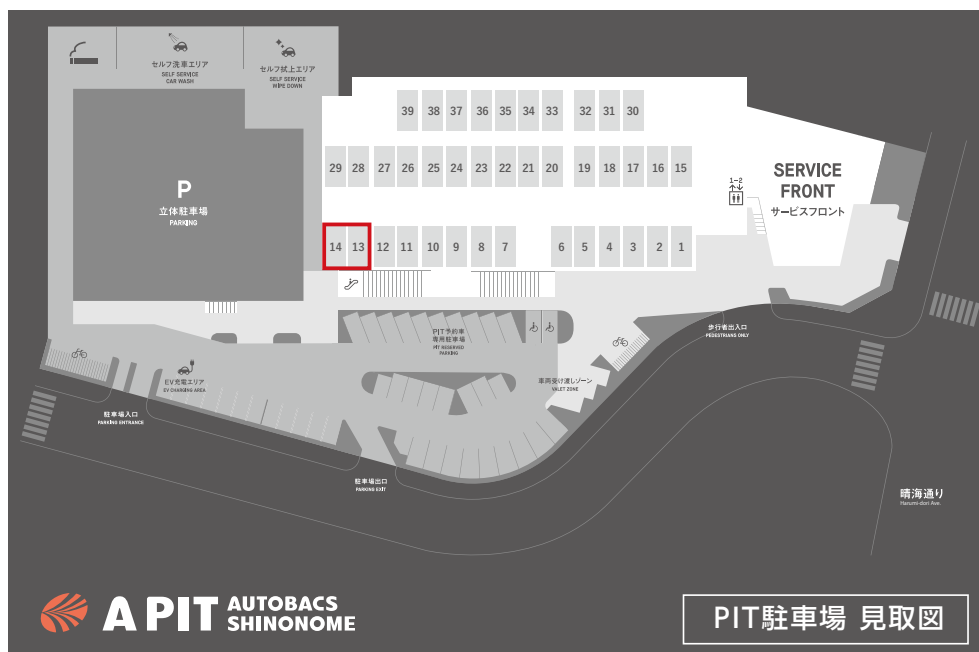 セルフ洗車エリア
SELF SERVICE
CAR WASH
セルフ拭上エリア
SELF SERVICE
WIPE DOWN
39 38 37 36 35 34 33 32 31 30
29 28 27 26 25 24 23 22 21 20 19 18 17 16 15
P
立体駐車場
PARKING
1-2
SERVICE
FRONT
サービスフロント
14 13 12 11 10 9 8 7 6 5 4 3 2 1
PIT予約車
専用駐車場
PIT RESERVED
PARKING
歩行者出入口
PEDESTRIANS ONLY
EV充電エリア
EV CHARGING AREA
車両受け渡しゾーン
VALET ZONE
駐車場入口
PARKING ENTRANCE
駐車場出口
PARKING EXIT
晴海通り
Harumi-dori Ave.
A PIT AUTOBACS
SHINONOME
PIT駐車場 見取図